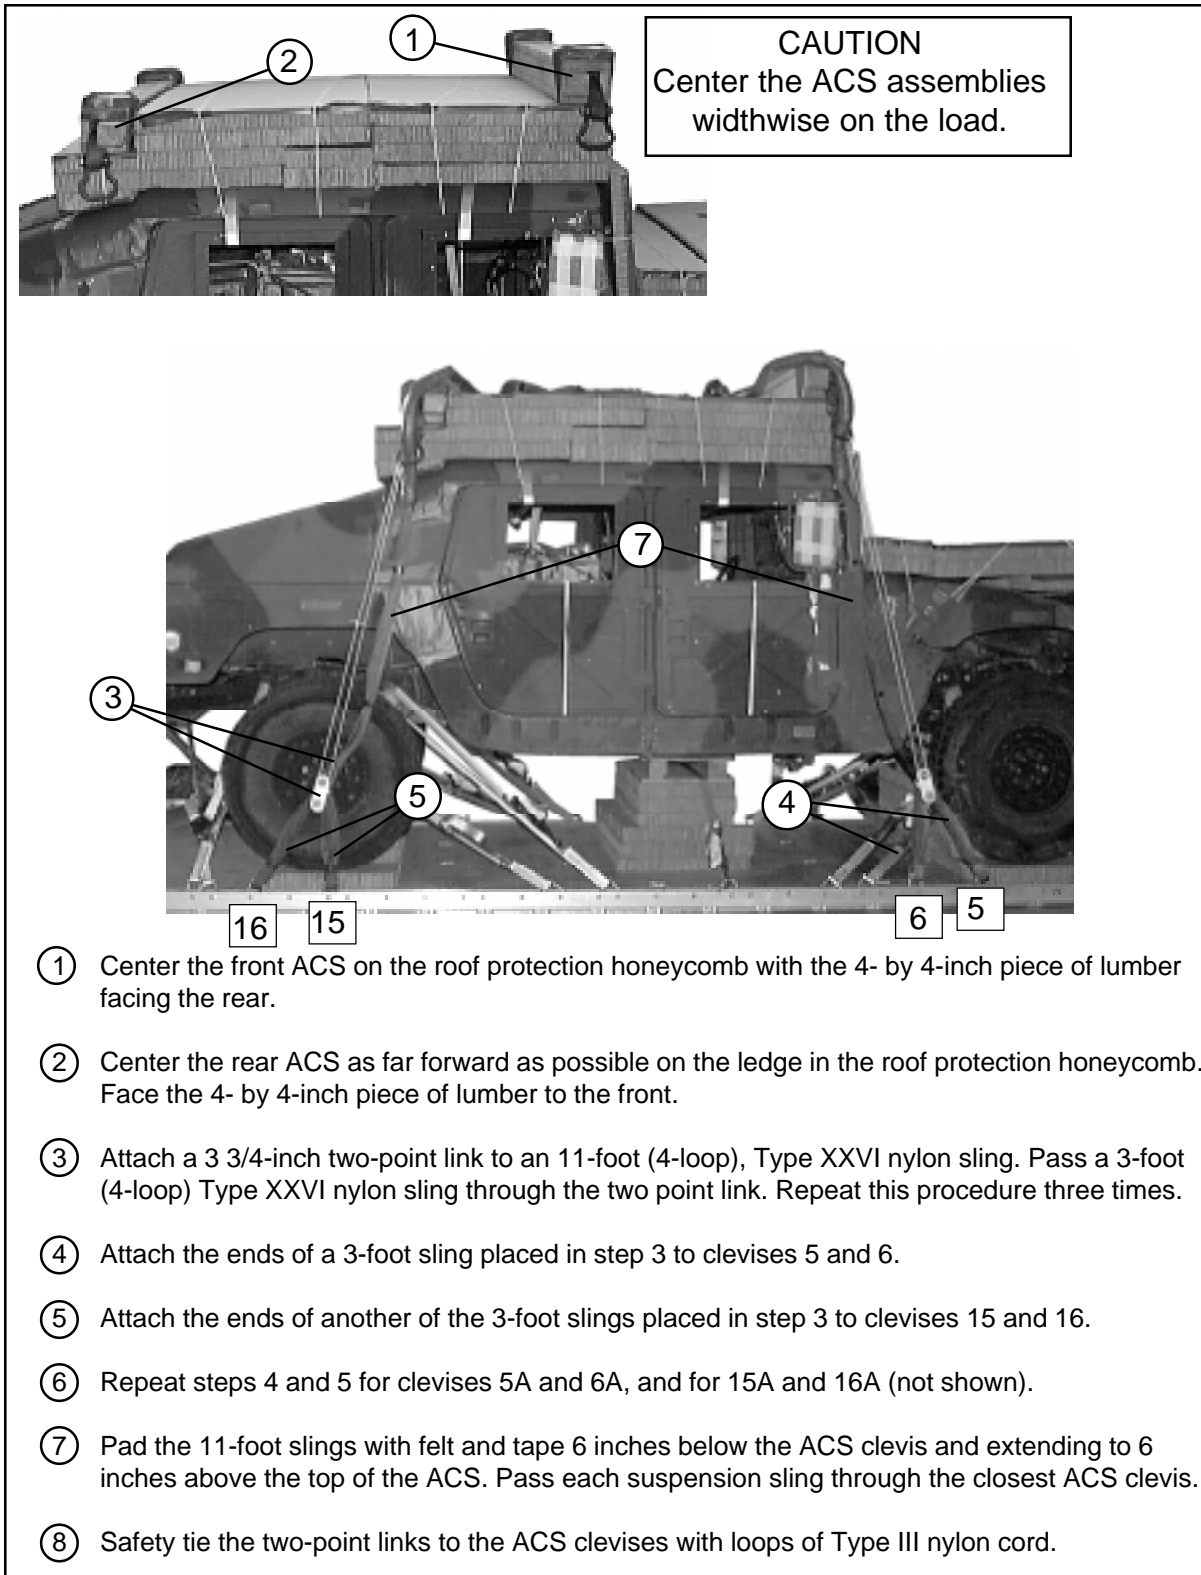 2
1
CAUTION
Center the ACS assemblies
widthwise on the load.
7
3
5
4
16
15
6
5
1 Center the front ACS on the roof protection honeycomb with the 4- by 4-inch piece of lumber
facing the rear.
2 Center the rear ACS as far forward as possible on the ledge in the roof protection honeycomb.
Face the 4- by 4-inch piece of lumber to the front.
3 Attach a 3 3/4-inch two-point link to an 11-foot (4-loop), Type XXVI nylon sling. Pass a 3-foot
(4-loop) Type XXVI nylon sling through the two point link. Repeat this procedure three times.
4 Attach the ends of a 3-foot sling placed in step 3 to clevises 5 and 6.
5 Attach the ends of another of the 3-foot slings placed in step 3 to clevises 15 and 16.
6 Repeat steps 4 and 5 for clevises 5A and 6A, and for 15A and 16A (not shown).
7 Pad the 11-foot slings with felt and tape 6 inches below the ACS clevis and extending to 6
inches above the top of the ACS. Pass each suspension sling through the closest ACS clevis.
8 Safety tie the two-point links to the ACS clevises with loops of Type III nylon cord.